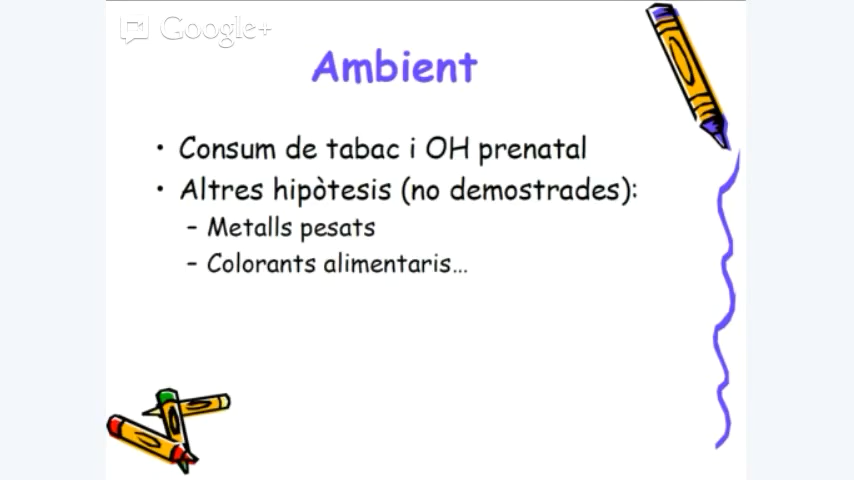 Google+
Ambient
• Consum de tabac i OH prenatal
• Altres hipòtesis (no demostrades):
– Metalls pesats
– Colorants alimentaris...